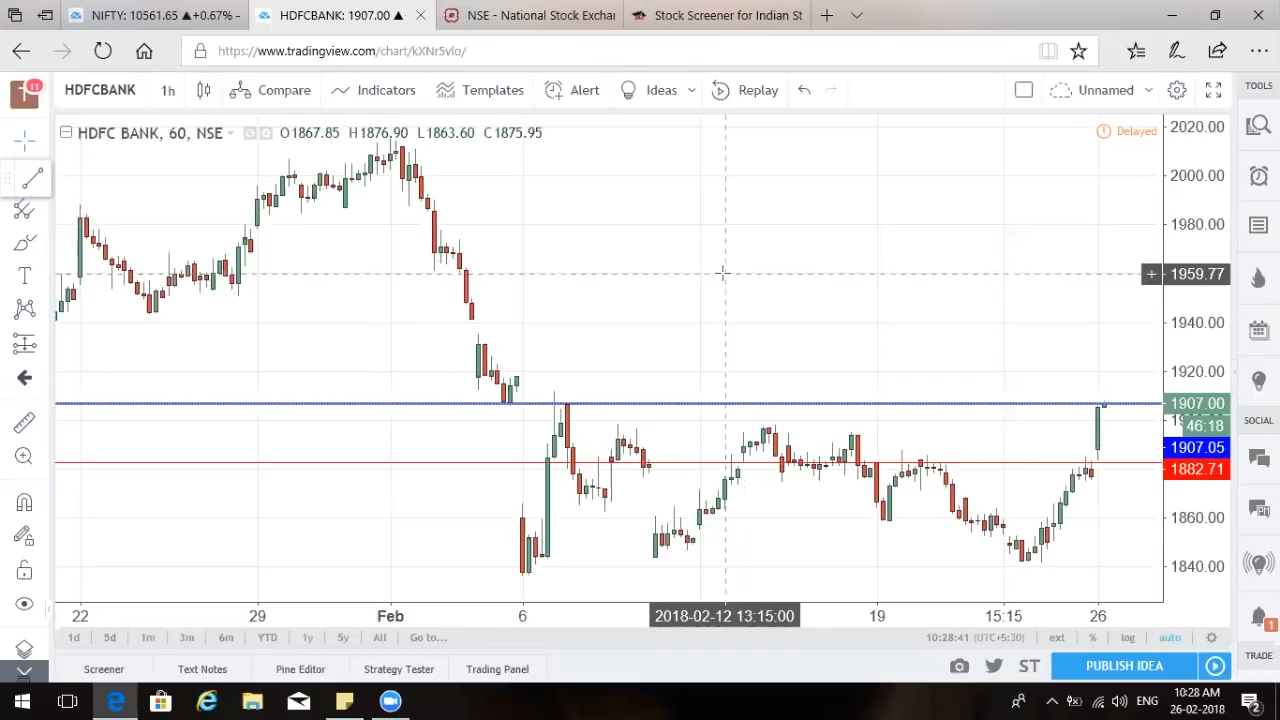 NIFTY: 10561.65 ▲+0.67% -
HDFCBANK: 1907.00 ▲
NSE - National Stock Exchan
Stock Screener for Indian St
https://www.tradingview.com/chart/kXNr5vlo/
11
HDFCBANK
1h
Compare
Indicators
Templates
Alert
Ideas
Replay
Unnamed
TOOLS
HDFC BANK, 60, NSE
O1867.85 H1876.90 L1863.60 C1875.95
Delayed
2020.00
2000.00
1980.00
1959.77
1940.00
1920.00
1907.00
46:18
1907.05
1882.71
1860.00
1840.00
SOCIAL
T
22
29
Feb
6
2018-02-12 13:15:00
19
15:15
26
1
1d
5d
1m
3m
6m
YTD
1y
5y
All
Go to...
10:28:41 (UTC+5:30)
ext
%
log
auto
TRADE
Screener
Text Notes
Pine Editor
Strategy Tester
Trading Panel
ST
PUBLISH IDEA
ENG
10:28 AM
26-02-2018
2